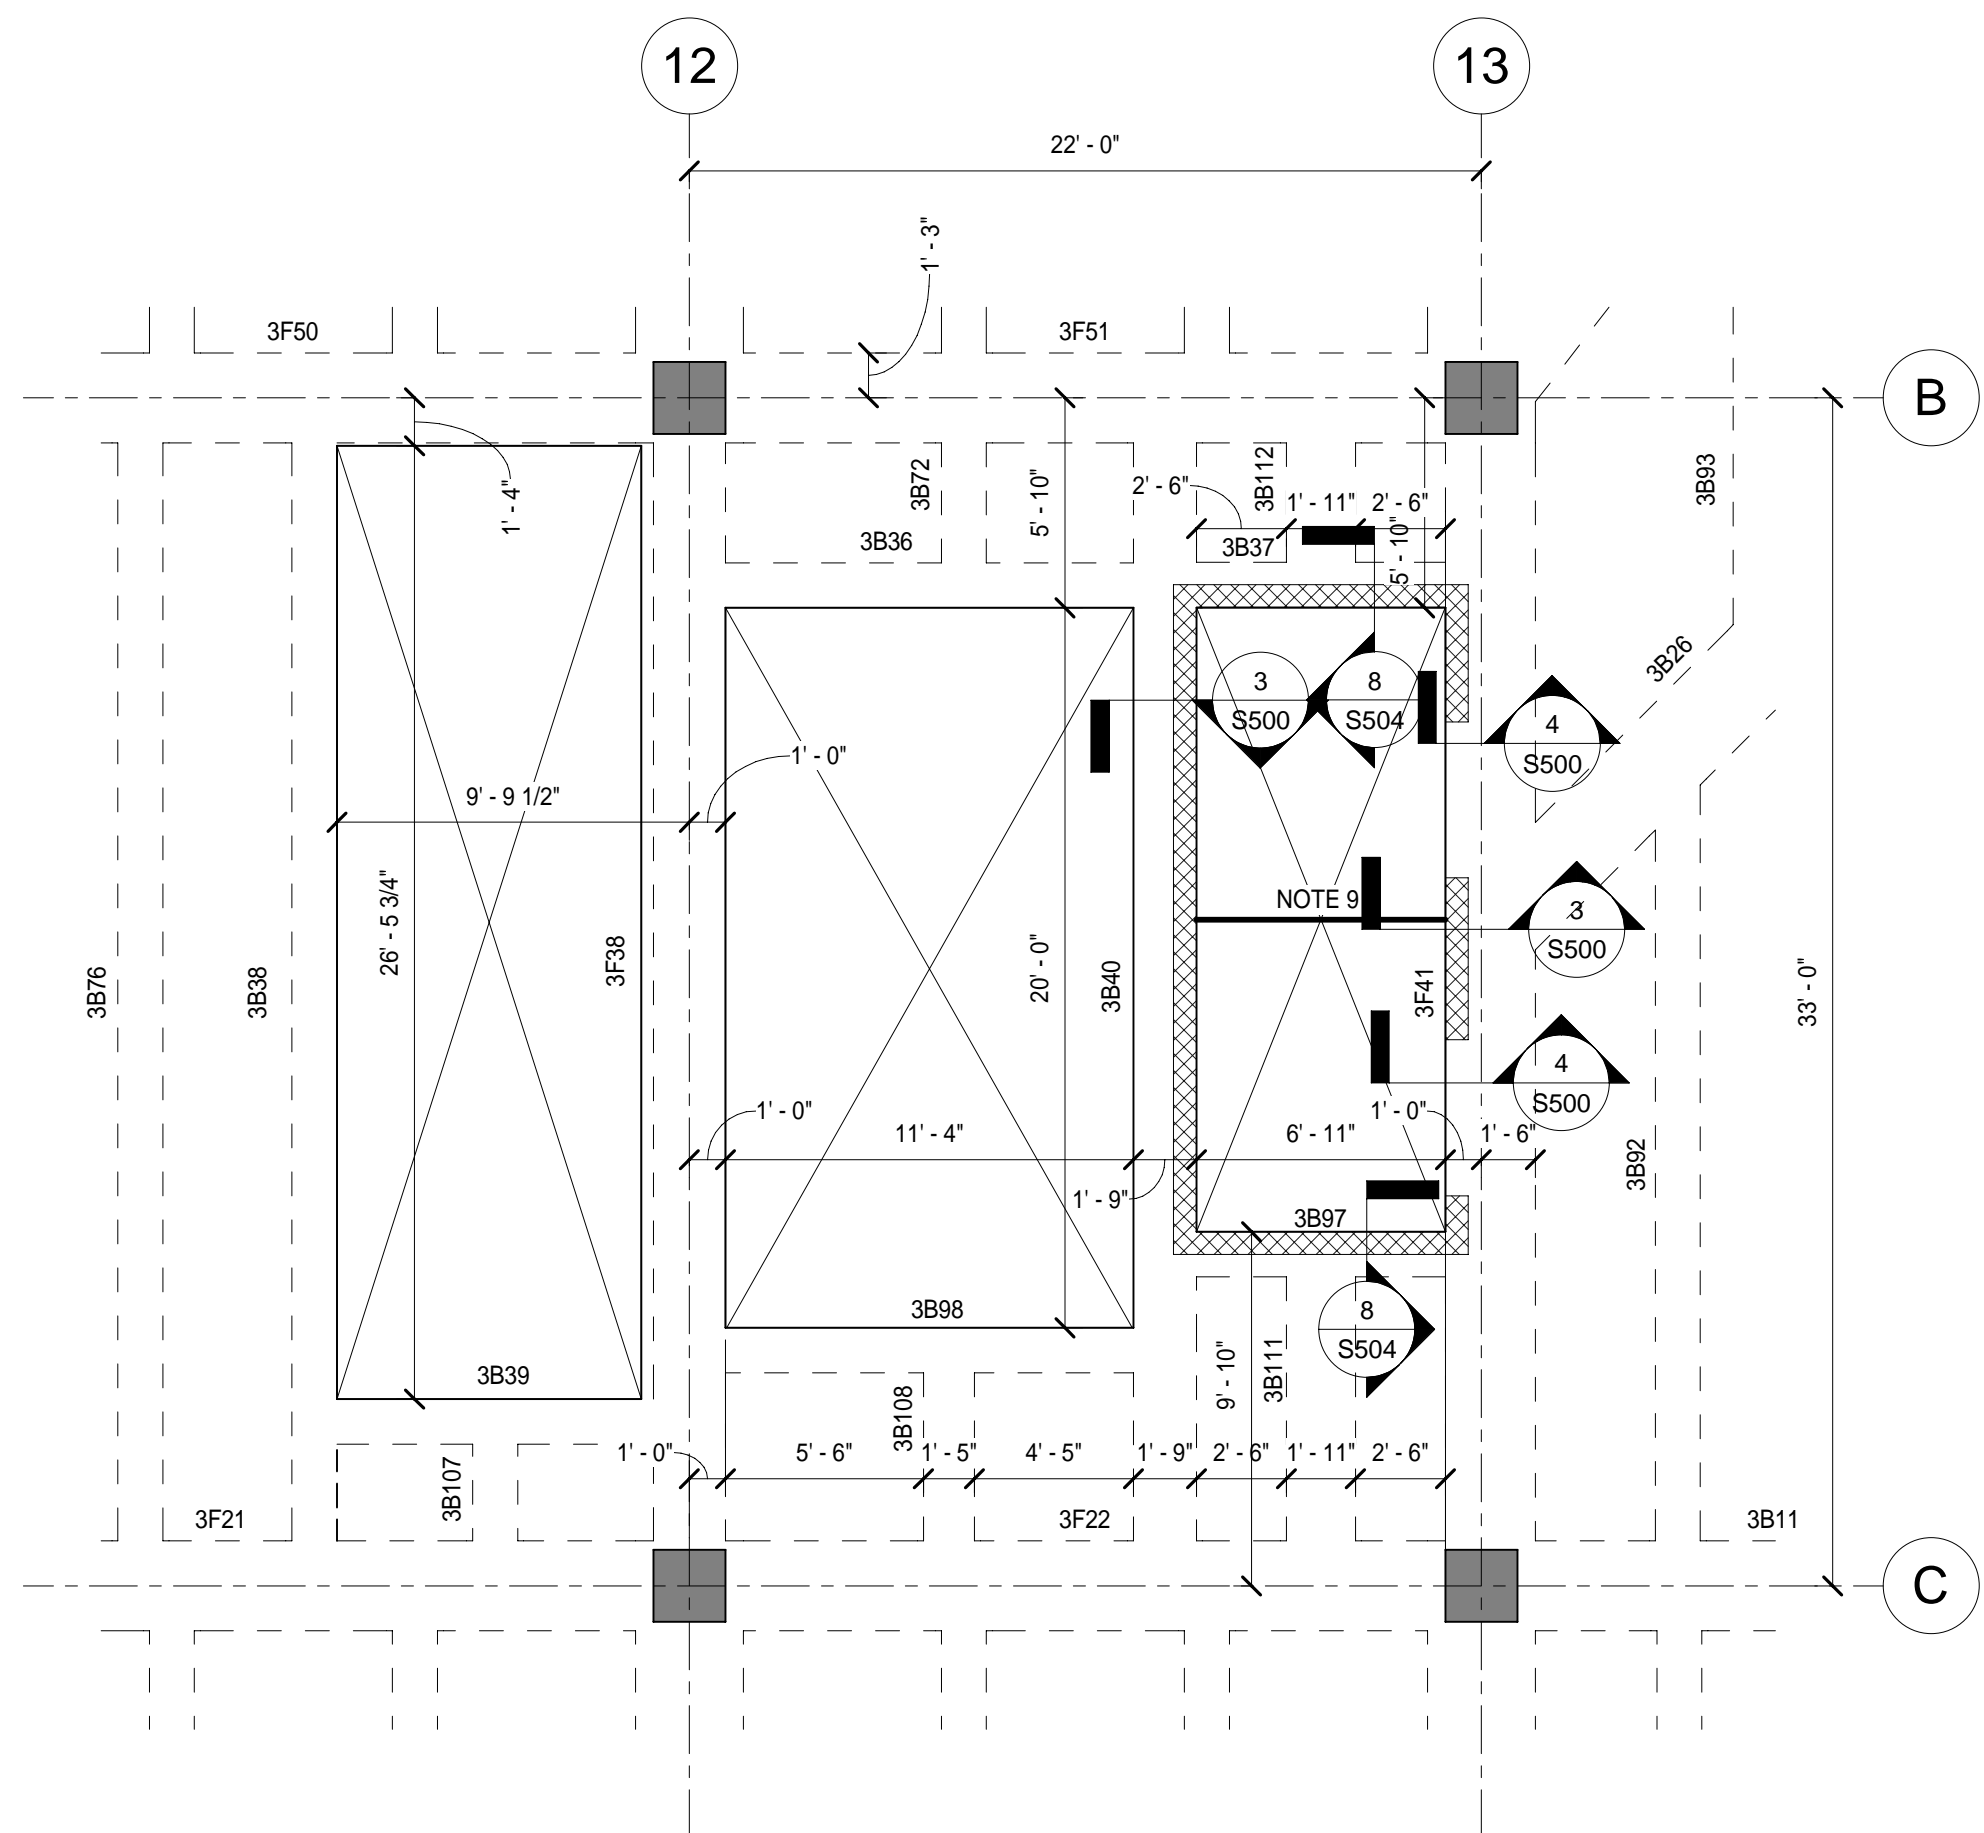 12
13
22' - 0"
1' - 3"
3F50
3F51
B
3B72
3B112
3B93
2' - 6"
1' - 11"
2' - 6"
1' - 4"
5' - 10"
3B36
3B37
5' - 10"
3B26
3
S500
8
S504
4
S500
1' - 0"
9' - 9 1/2"
NOTE 9
3
S500
26' - 5 3/4"
3F38
20' - 0"
3B40
3F41
3B76
3B38
33' - 0"
4
S500
1' - 0"
11' - 4"
6' - 11"
1' - 0"
1' - 6"
3B92
1' - 9"
3B97
3B98
8
S504
3B39
9' - 10"
3B111
3B108
1' - 0"
5' - 6"
1' - 5"
4' - 5"
1' - 9"
2' - 6"
1' - 11"
2' - 6"
3B107
3F21
3F22
3B11
C